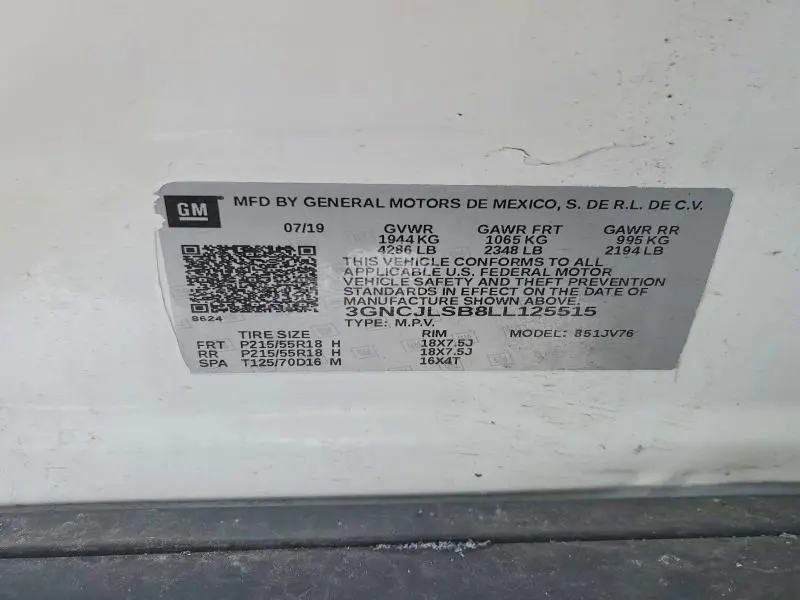 GM MFD BY GENERAL MOTORS DE MEXICO, S. DE R.L. DE C.V.
07/19 GVWR GAWR FRT GAWR RR
1944 KG 1065 KG 995 KG
4286 LB 2348 LB 2194 LB
THIS VEHICLE CONFORMS TO ALL
APPLICABLE U.S. FEDERAL MOTOR
VEHICLE SAFETY AND THEFT PREVENTION
STANDARDS IN EFFECT ON THE DATE OF
MANUFACTURE SHOWN ABOVE.
8624 3GNCJLSB8LL125515
TYPE: M.P.V. MODEL: 851JV76
TIRE SIZE RIM
FRT P215/55R18 H 18X7.5J
RR P215/55R18 H 18X7.5J
SPA T125/70D16 M 16X4T